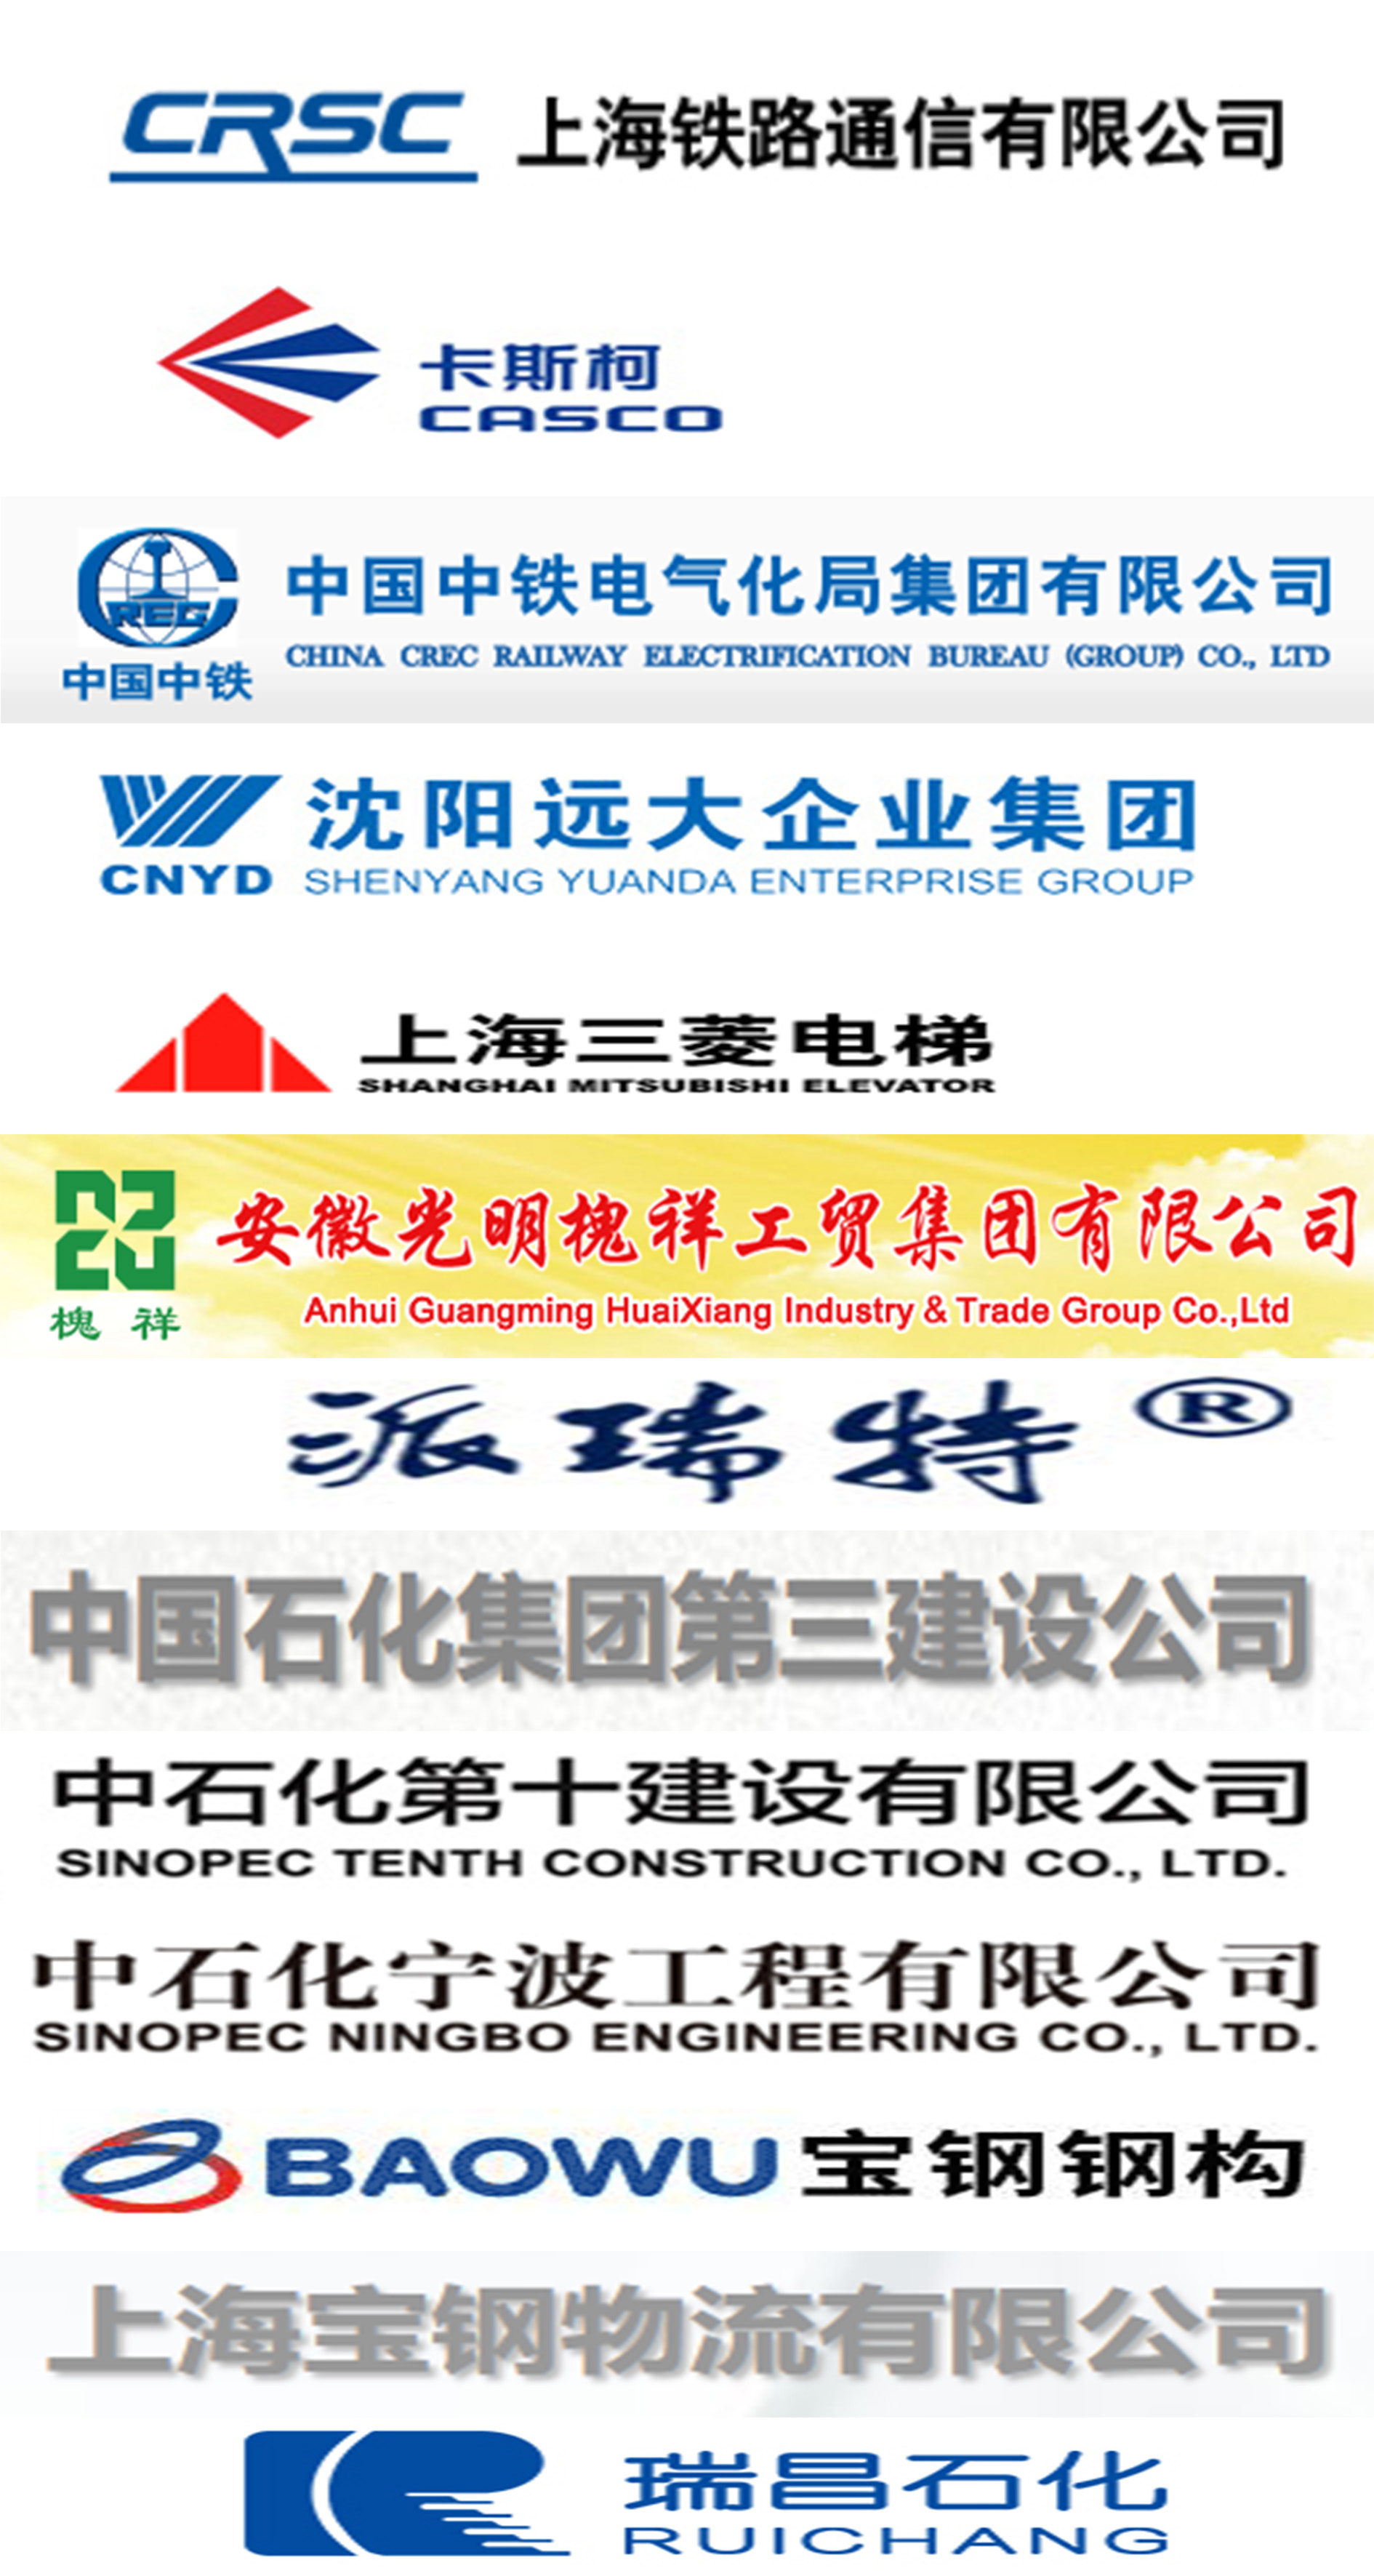 CRSC 上海铁路通信有限公司
卡斯柯
CASCO
CREG
中国中铁
中国中铁电气化局集团有限公司
CHINA CREC RAILWAY ELECTRIFICATION BUREAU (GROUP) CO., LTD
沈阳远大企业集团
CNYD SHENYANG YUANDA ENTERPRISE GROUP
上海三菱电梯
SHANGHAI MITSUBISHI ELEVATOR
槐祥
安徽光明槐祥工贸集团有限公司
Anhui Guangming HuaiXiang Industry & Trade Group Co.,Ltd
派瑞特®
中国石化集团第三建设公司
中石化第十建设有限公司
SINOPEC TENTH CONSTRUCTION CO., LTD.
中石化宁波工程有限公司
SINOPEC NINGBO ENGINEERING CO., LTD.
BAOWU 宝钢钢构
上海宝钢物流有限公司
瑞昌石化
RUICHANG